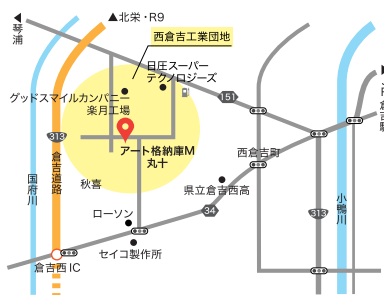 ▲北栄・R9
琴浦
西倉吉工業団地
日圧スーパー
テクノロジーズ
グッドスマイルカンパニー
楽月工場
151
313
アート格納庫M
丸十
西倉吉町
倉吉道路
国府川
秋喜
県立倉吉西高
小鴨川
ローソン
34
313
セイコ製作所
倉吉西IC